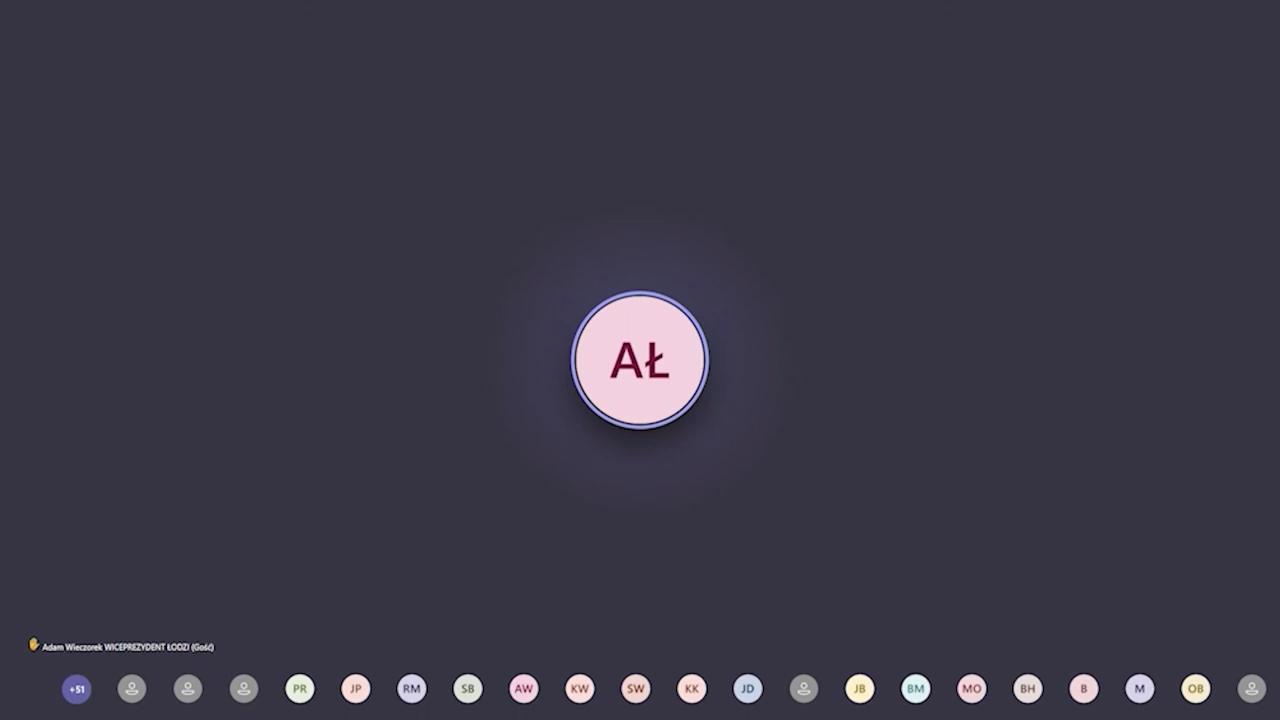 AŁ
Adam Wieczorek WICEPREZYDENT ŁODZI (Gość)
+51 PR JP RM SB AW KW SW KK JD JB BM MO BH B M OB